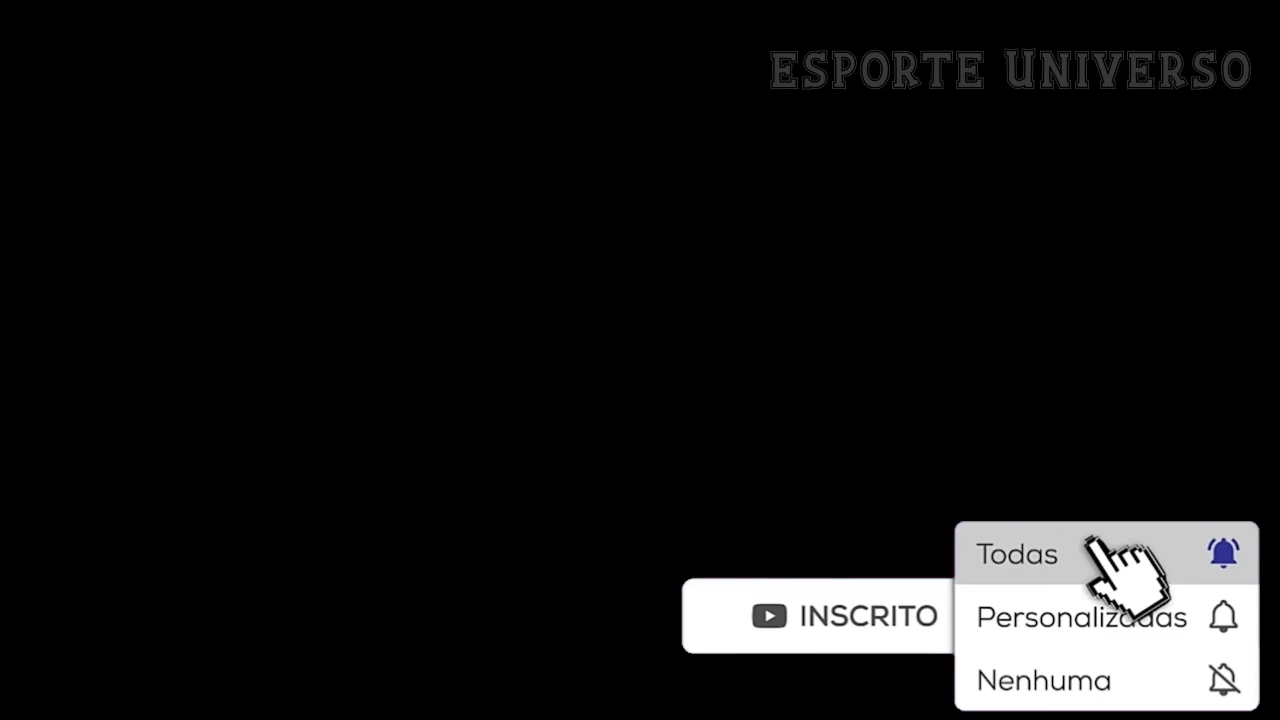 ESPORTE UNIVERSO
Todas
INSCRITO
Personalizadas
Nenhuma